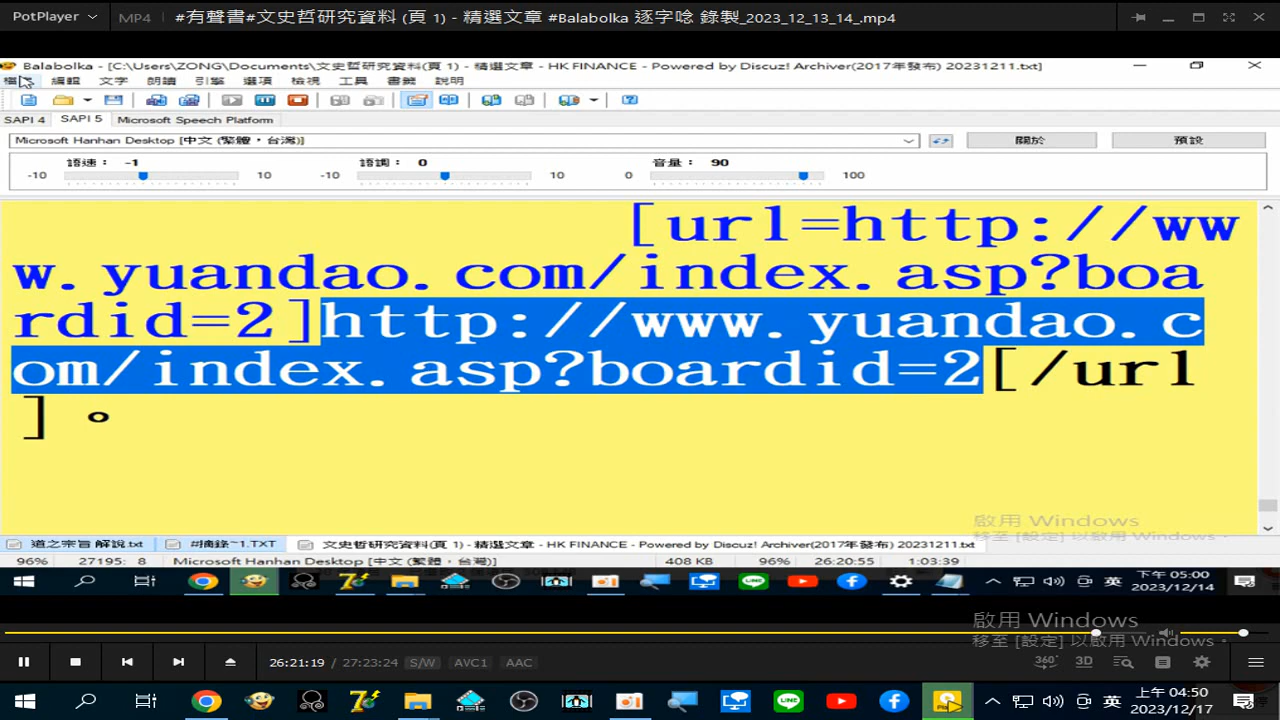 PotPlayer MP4 #有聲書#文史哲研究資料 (頁 1) - 精選文章 #Balabolka 逐字唸 錄製_2023_12_13_14_.mp4
Balabolka - [C:\Users\ZONG\Documents\文史哲研究資料(頁 1) - 精選文章 - HK FINANCE - Powered by Discuz! Archiver(2017年發布) 20231211.txt]
檔案 編輯 文字 朗讀 引擎 選項 檢視 工具 書籤 說明
SAPI 4 SAPI 5 Microsoft Speech Platform
Microsoft Hanhan Desktop [中文 (繁體，台灣)] 關於 預設
語速： -1 語調： 0 音量： 90
-10 10 -10 10 0 100
[url=http://ww
w.yuandao.com/index.asp?boa
rdid=2]http://www.yuandao.c
om/index.asp?boardid=2[/url
]。
啟用 Windows
移至 [設定] 以啟用 Windows。
道之宗旨 解說.txt #摘錄~1.TXT 文史哲研究資料(頁 1) - 精選文章 - HK FINANCE - Powered by Discuz! Archiver(2017年發布) 20231211.txt
96% 27195: 8 Microsoft Hanhan Desktop [中文 (繁體，台灣)] 408 KB 96% 26:20:55 1:03:39
英 下午 05:00
2023/12/14
啟用 Windows
移至 [設定] 以啟用 Windows。
26:21:19 / 27:23:24 S/W AVC1 AAC 360° 3D
英 上午 04:50
2023/12/17